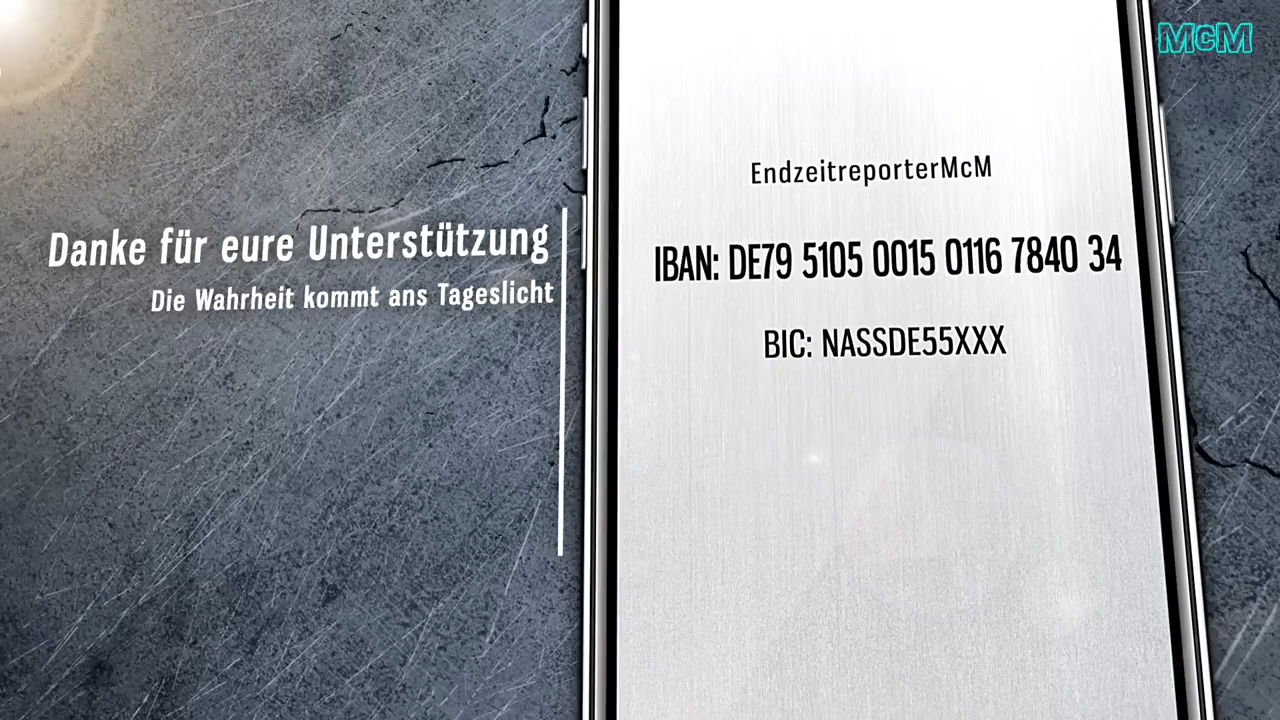 McM
Danke für eure Unterstützung
Die Wahrheit kommt ans Tageslicht
EndzeitreporterMcM
IBAN: DE79 5105 0015 0116 7840 34
BIC: NASSDE55XXX